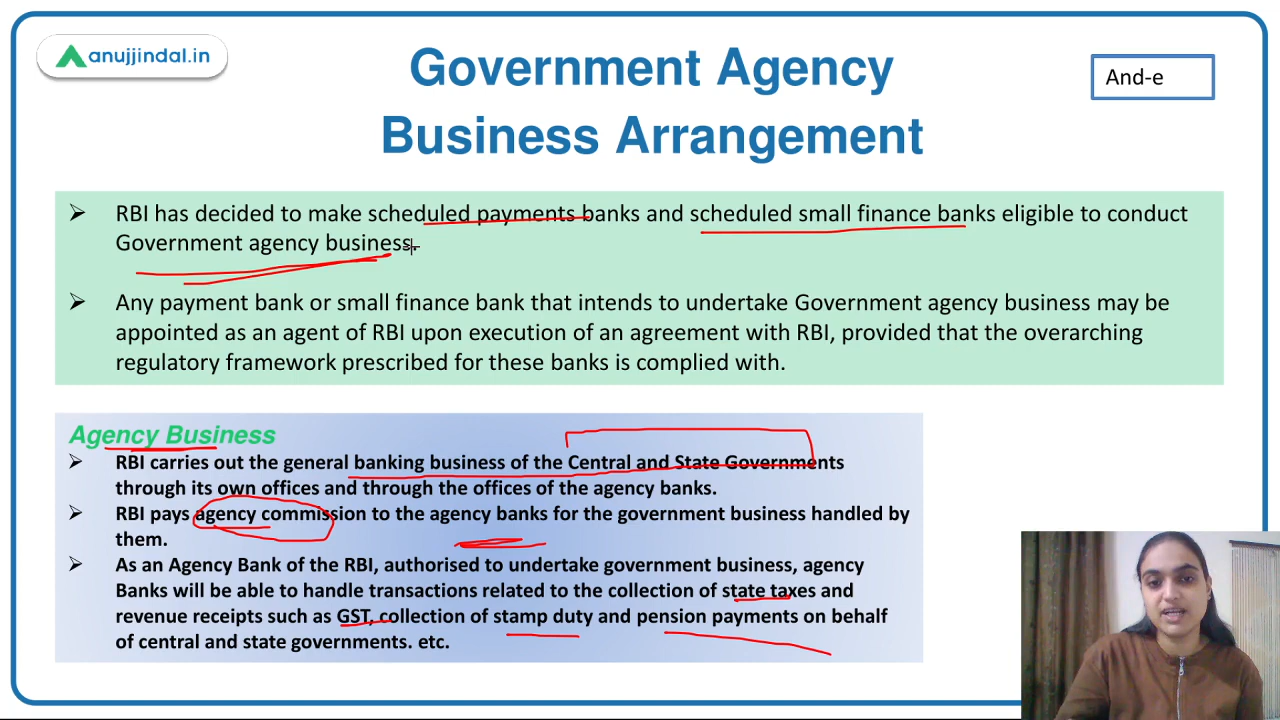 anujjindal.in
Government Agency
Business Arrangement
And-e
➢ RBI has decided to make scheduled payments banks and scheduled small finance banks eligible to conduct
Government agency business.
➢ Any payment bank or small finance bank that intends to undertake Government agency business may be
appointed as an agent of RBI upon execution of an agreement with RBI, provided that the overarching
regulatory framework prescribed for these banks is complied with.
Agency Business
➢ RBI carries out the general banking business of the Central and State Governments
through its own offices and through the offices of the agency banks.
➢ RBI pays agency commission to the agency banks for the government business handled by
them.
➢ As an Agency Bank of the RBI, authorised to undertake government business, agency
Banks will be able to handle transactions related to the collection of state taxes and
revenue receipts such as GST, collection of stamp duty and pension payments on behalf
of central and state governments. etc.